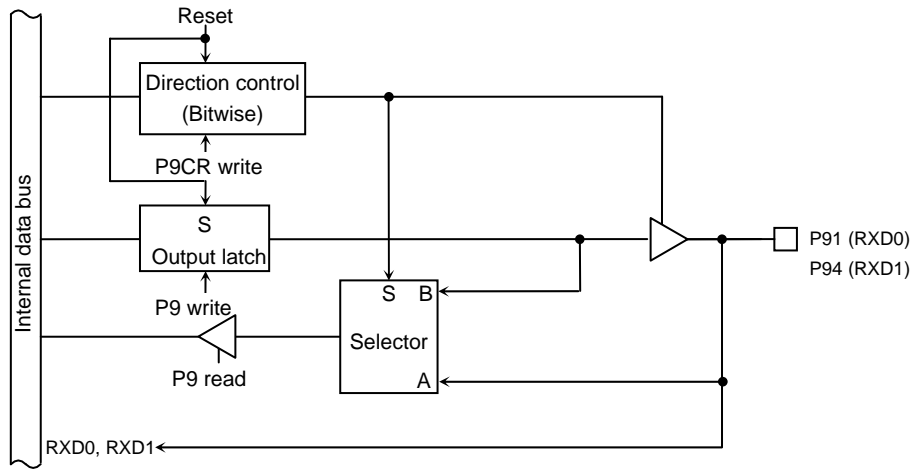 Reset
Direction control
(Bitwise)
P9CR write
Internal data bus
S
Output latch
P9 write
P91 (RXD0)
P94 (RXD1)
S B
Selector
A
P9 read
RXD0, RXD1